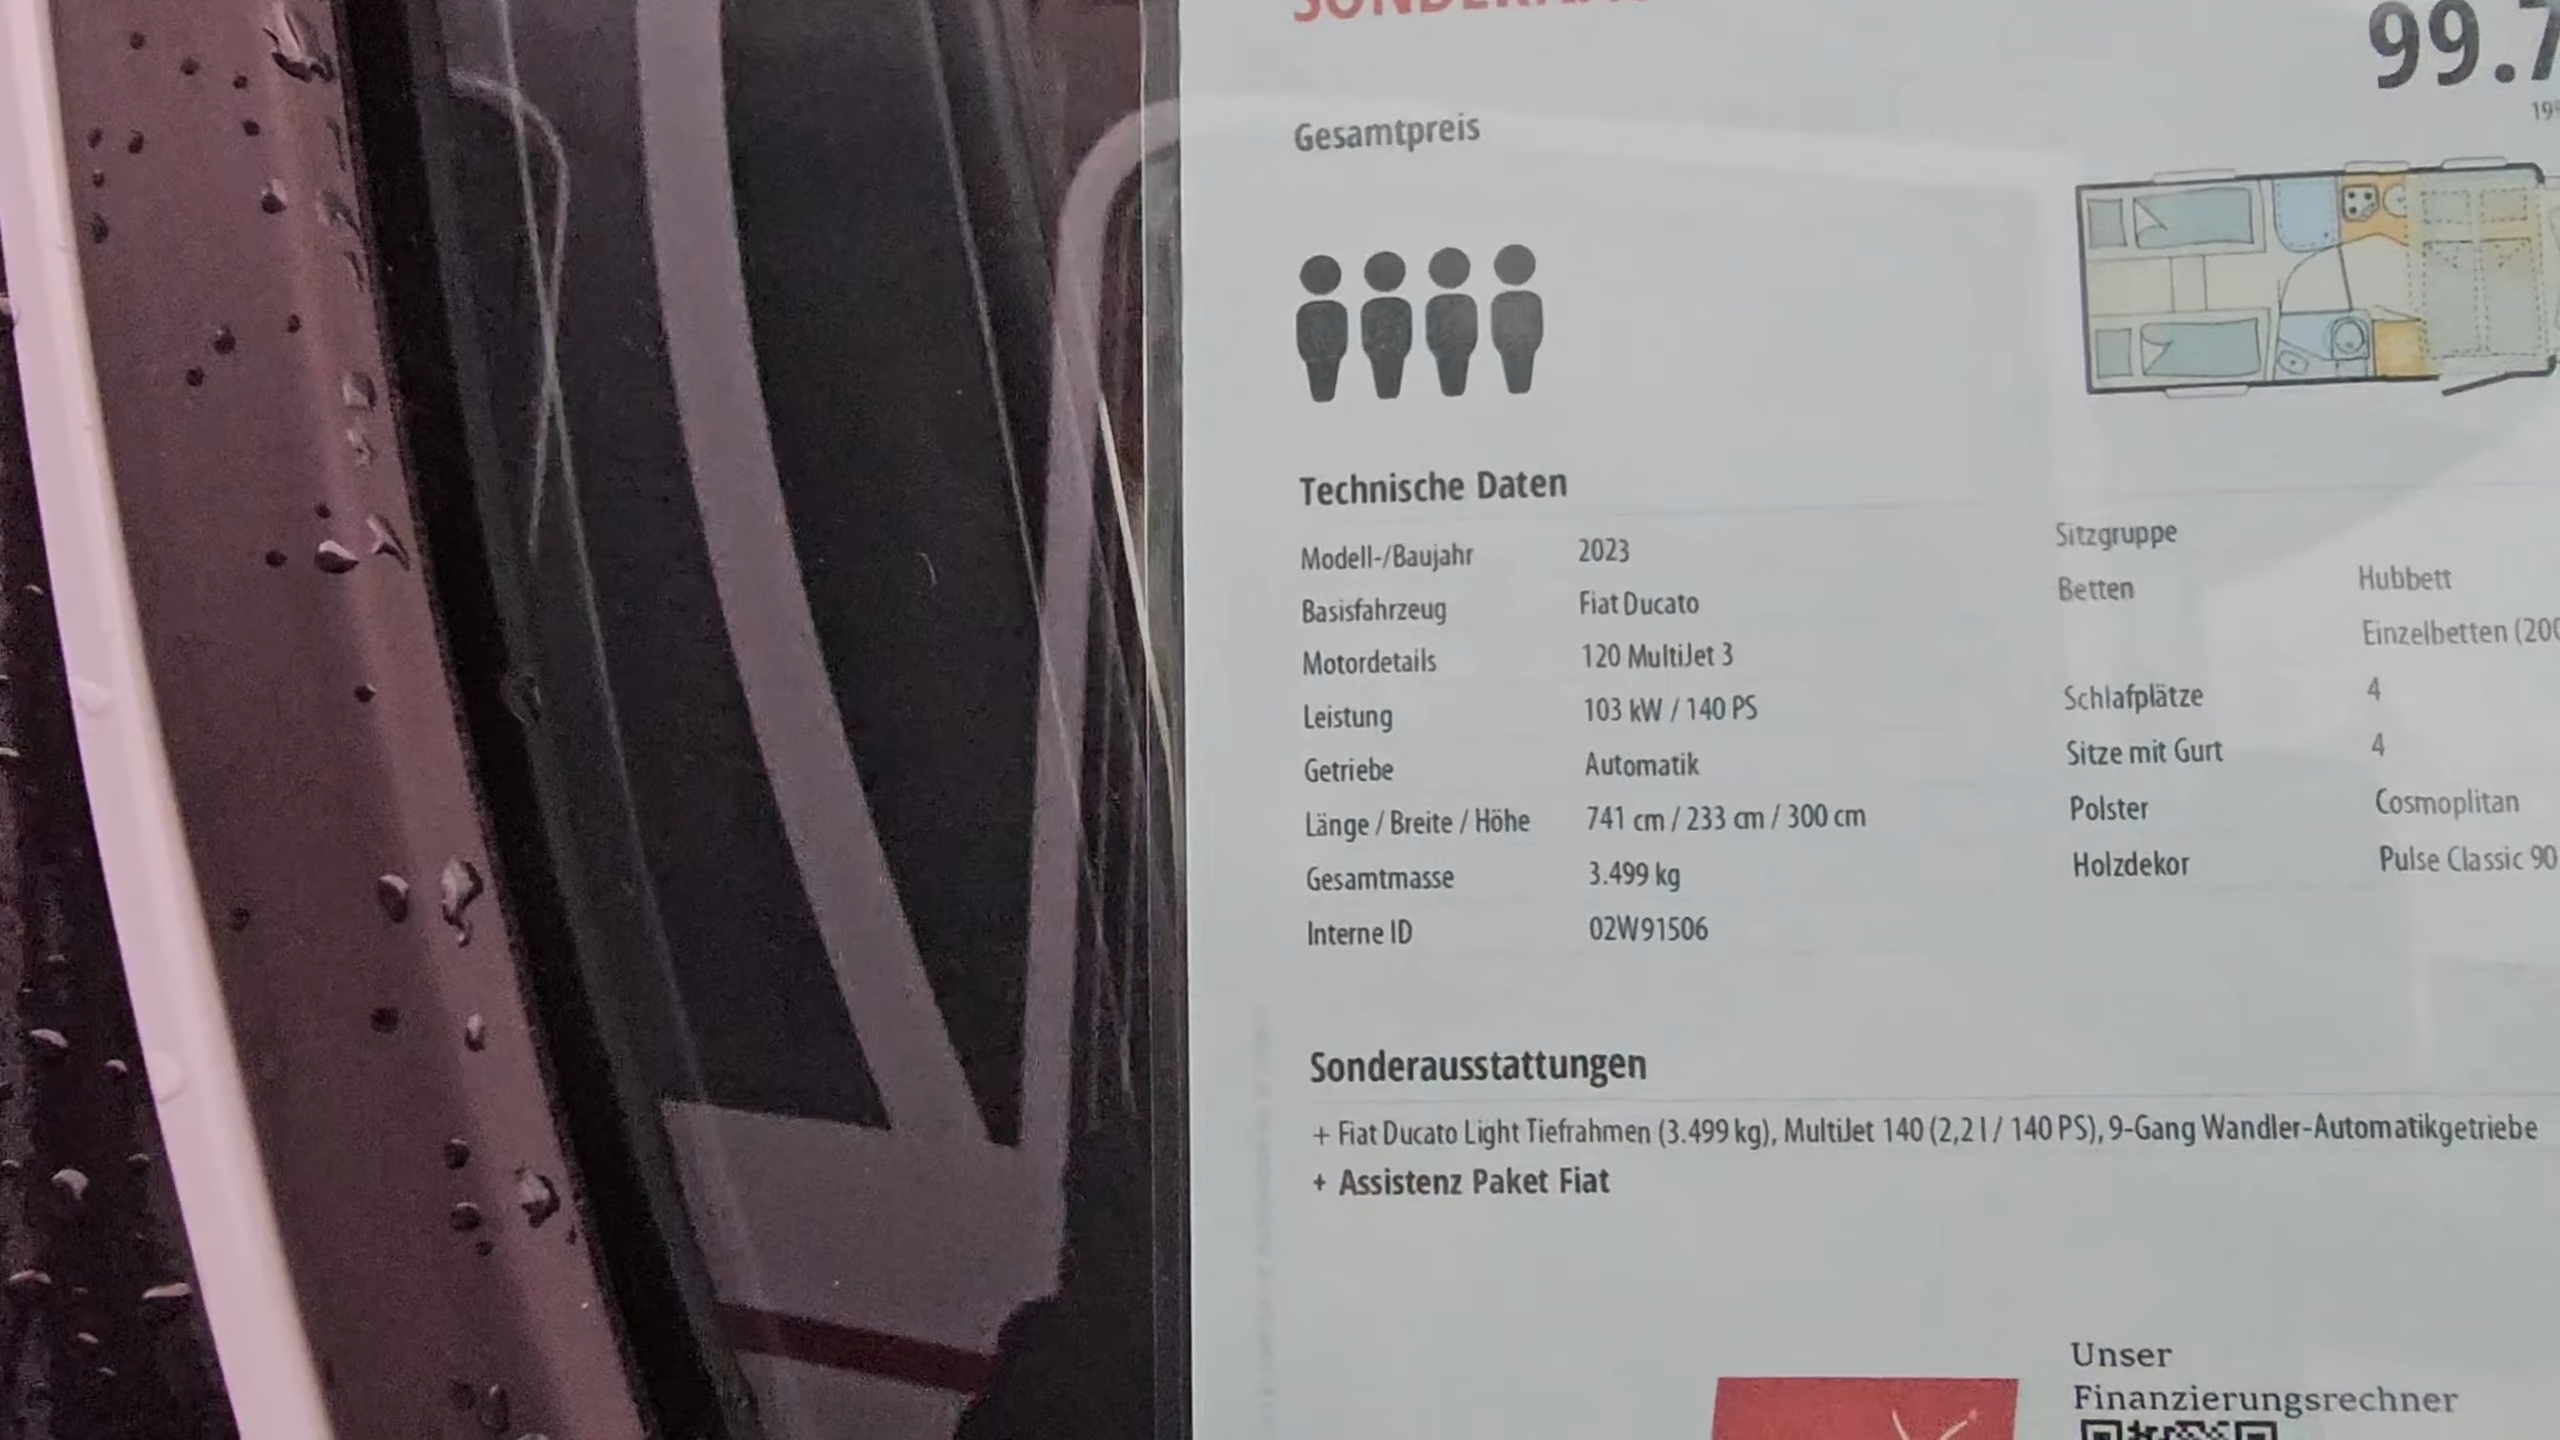 99.7
Gesamtpreis
Technische Daten
Modell-/Baujahr 2023
Basisfahrzeug Fiat Ducato
Motordetails 120 MultiJet 3
Leistung 103 kW / 140 PS
Getriebe Automatik
Länge / Breite / Höhe 741 cm / 233 cm / 300 cm
Gesamtmasse 3.499 kg
Interne ID 02W91506
Sitzgruppe
Betten Hubbett
Einzelbetten (200
Schlafplätze 4
Sitze mit Gurt 4
Polster Cosmoplitan
Holzdekor Pulse Classic 90
Sonderausstattungen
+ Fiat Ducato Light Tiefrahmen (3.499 kg), MultiJet 140 (2,2 l / 140 PS), 9-Gang Wandler-Automatikgetriebe
+ Assistenz Paket Fiat
Unser
Finanzierungsrechner